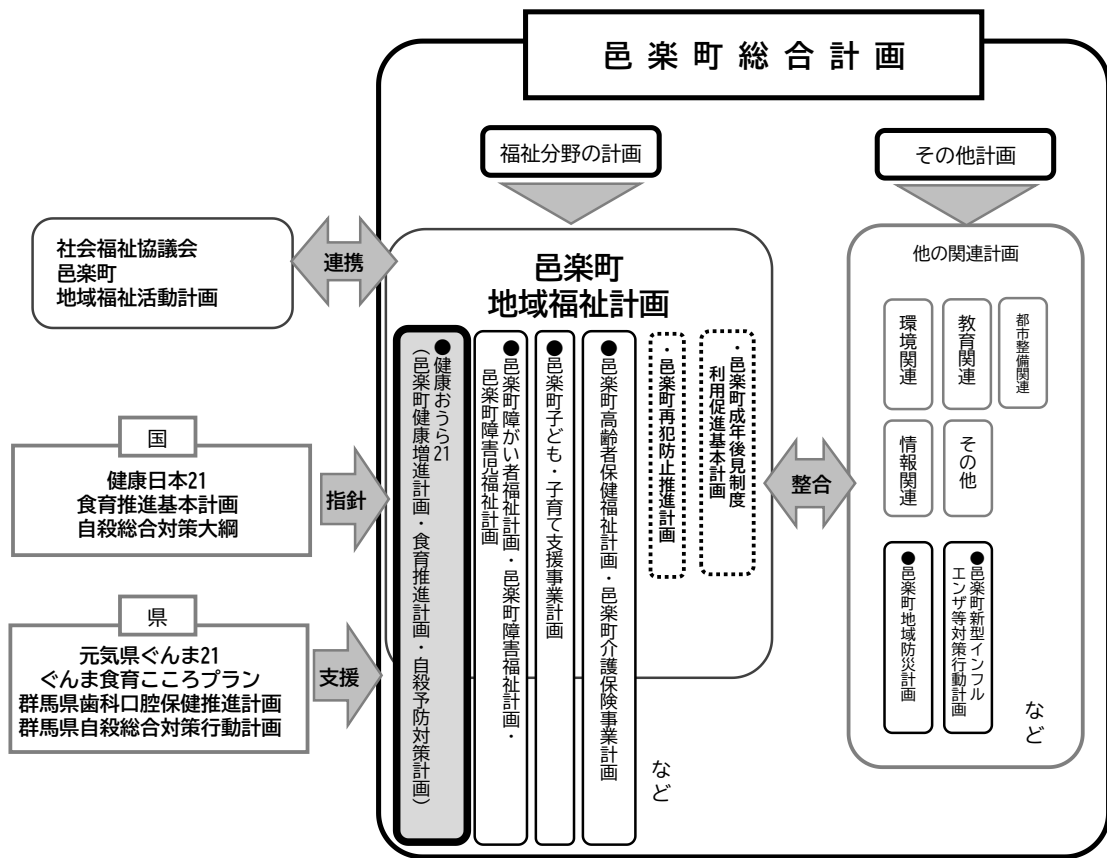 邑楽町総合計画
福祉分野の計画
その他計画
社会福祉協議会
邑楽町
地域福祉活動計画
連携
邑楽町
地域福祉計画
他の関連計画
●健康おうら21
（邑楽町健康増進計画・食育推進計画・自殺予防対策計画）
●邑楽町障がい者福祉計画・邑楽町障害福祉計画・
邑楽町障害児福祉計画
●邑楽町子ども・子育て支援事業計画
●邑楽町高齢者保健福祉計画・邑楽町介護保険事業計画
・邑楽町再犯防止推進計画
・邑楽町成年後見制度
利用促進基本計画
など
整合
環境関連
教育関連
都市整備関連
情報関連
その他
●邑楽町地域防災計画
●邑楽町新型インフル
エンザ等対策行動計画
など
国
健康日本21
食育推進基本計画
自殺総合対策大綱
指針
県
元気県ぐんま21
ぐんま食育こころプラン
群馬県歯科口腔保健推進計画
群馬県自殺総合対策行動計画
支援